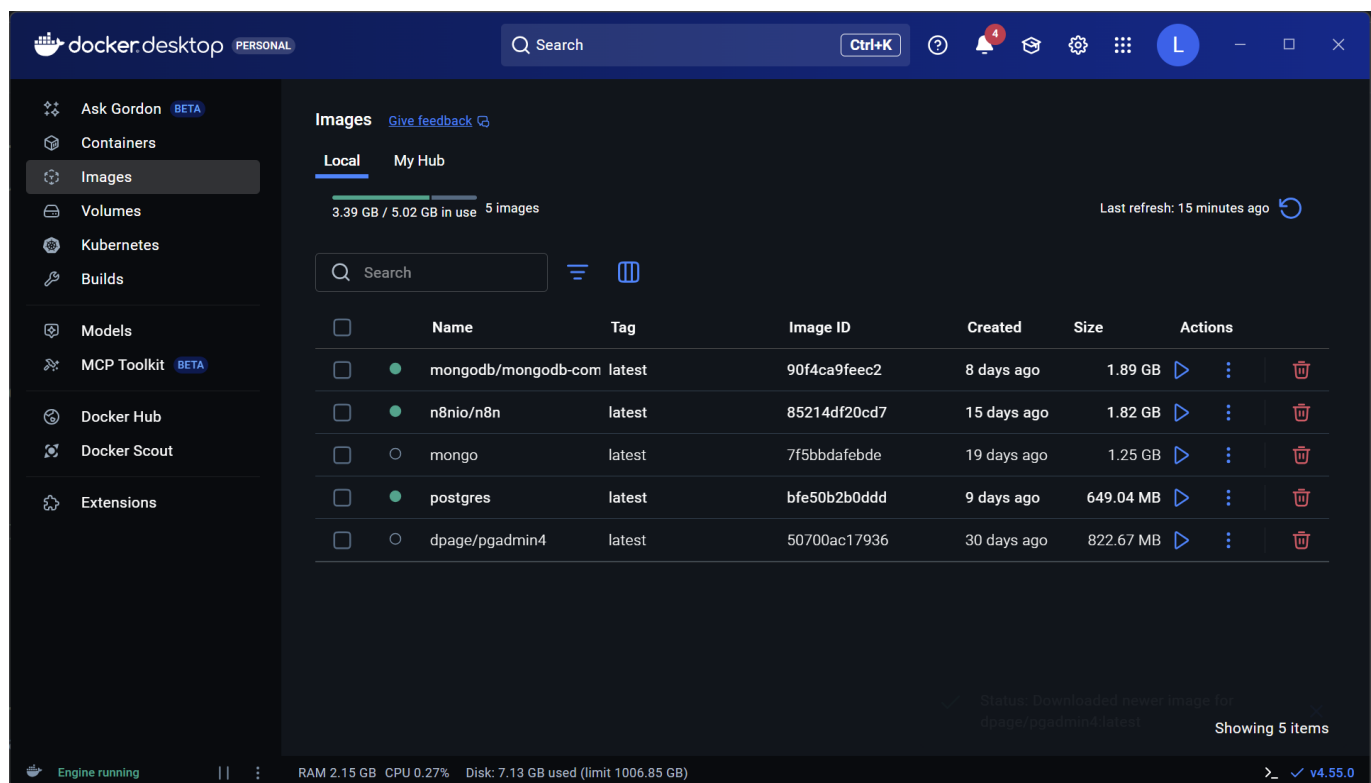 docker.desktop PERSONAL Search Ctrl+K 4 L
Ask Gordon BETA
Containers
Images
Volumes
Kubernetes
Builds
Models
MCP Toolkit BETA
Docker Hub
Docker Scout
Extensions
Images Give feedback
Local My Hub
3.39 GB / 5.02 GB in use 5 images Last refresh: 15 minutes ago
Search
Name Tag Image ID Created Size Actions
mongodb/mongodb-com latest 90f4ca9feec2 8 days ago 1.89 GB
n8nio/n8n latest 85214df20cd7 15 days ago 1.82 GB
mongo latest 7f5bbdafebde 19 days ago 1.25 GB
postgres latest bfe50b2b0ddd 9 days ago 649.04 MB
dpage/pgadmin4 latest 50700ac17936 30 days ago 822.67 MB
Status: Downloaded newer image for
dpage/pgadmin4:latest
Showing 5 items
Engine running RAM 2.15 GB CPU 0.27% Disk: 7.13 GB used (limit 1006.85 GB) v4.55.0